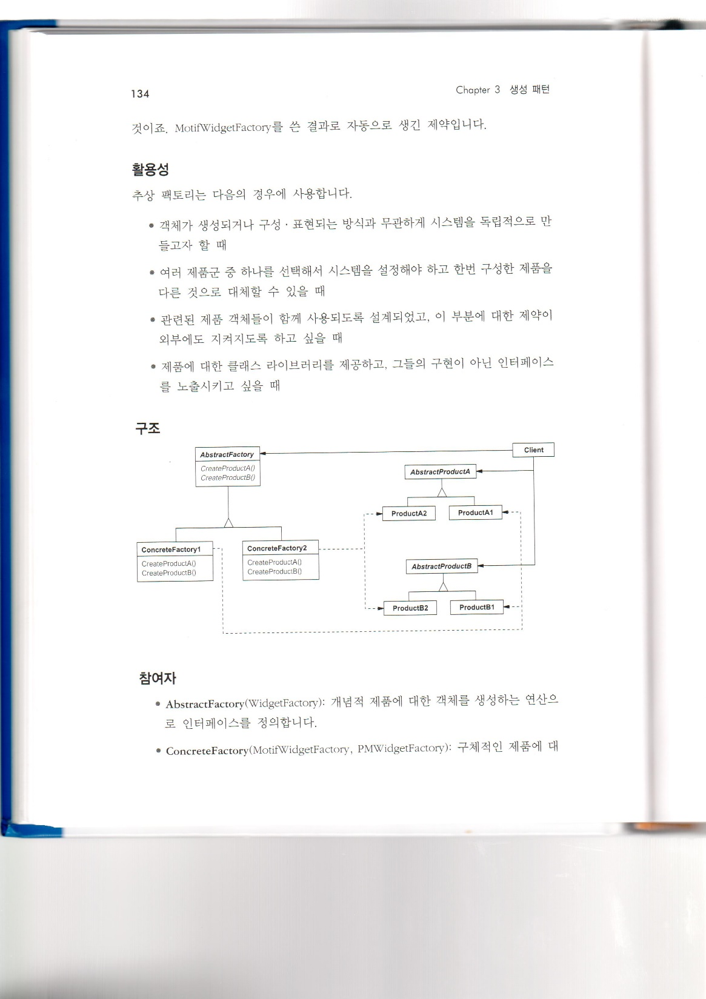 134
Chapter 3 생성 패턴
것이죠. MotifWidgetFactory를 쓴 결과로 자동으로 생긴 제약입니다.
활용성
추상 팩토리는 다음의 경우에 사용합니다.
• 객체가 생성되거나 구성·표현되는 방식과 무관하게 시스템을 독립적으로 만
들고자 할 때
• 여러 제품군 중 하나를 선택해서 시스템을 설정해야 하고 한번 구성한 제품을
다른 것으로 대체할 수 있을 때
• 관련된 제품 객체들이 함께 사용되도록 설계되었고, 이 부분에 대한 제약이
외부에도 지켜지도록 하고 싶을 때
• 제품에 대한 클래스 라이브러리를 제공하고, 그들의 구현이 아닌 인터페이스
를 노출시키고 싶을 때
구조
AbstractFactory
CreateProductA()
CreateProductB()
Client
AbstractProductA
ProductA2
ProductA1
ConcreteFactory1
CreateProductA()
CreateProductB()
ConcreteFactory2
CreateProductA()
CreateProductB()
AbstractProductB
ProductB2
ProductB1
참여자
• AbstractFactory(WidgetFactory): 개념적 제품에 대한 객체를 생성하는 연산으
로 인터페이스를 정의합니다.
• ConcreteFactory(MotifWidgetFactory, PMWidgetFactory): 구체적인 제품에 대